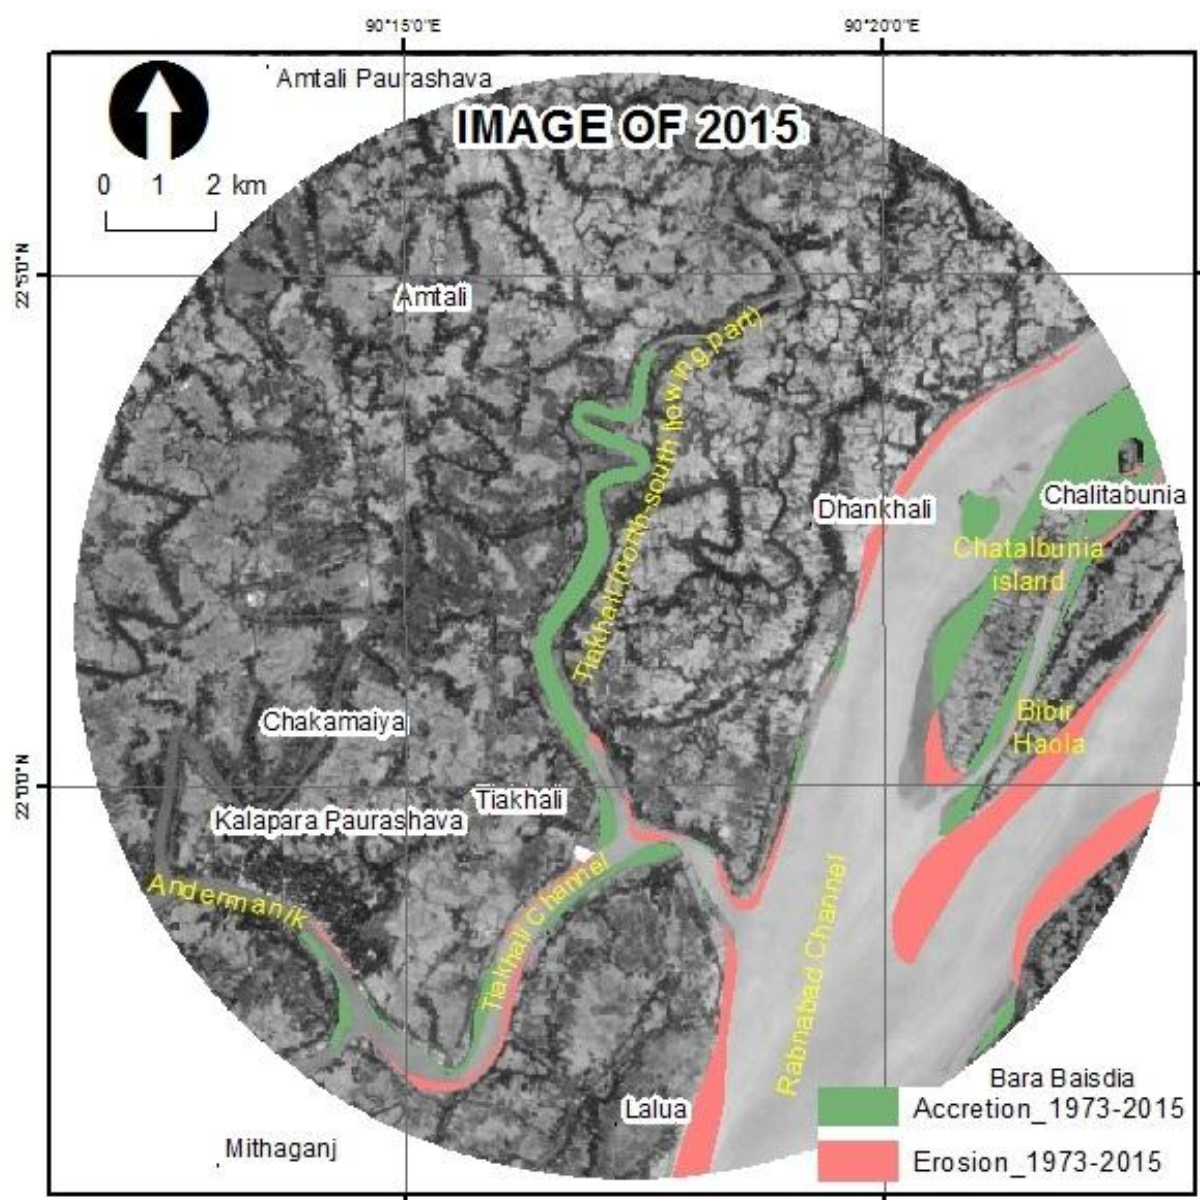 90°15'0"E
90°20'0"E
Amtali Paurashava
IMAGE OF 2015
0 1 2 km
22°5'0"N
Amtali
Tiakhali(north-south flowing part)
Dhankhali
Chalitabunia
Chatalbunia
island
Chakamaiya
Bibir
Haola
22°0'0"N
Tiakhali
Kalapara Paurashava
Andermanik
Tiakhali Channel
Rabnabad Channel
Bara Baisdia
Lalua
Accretion_1973-2015
Mithaganj
Erosion_1973-2015